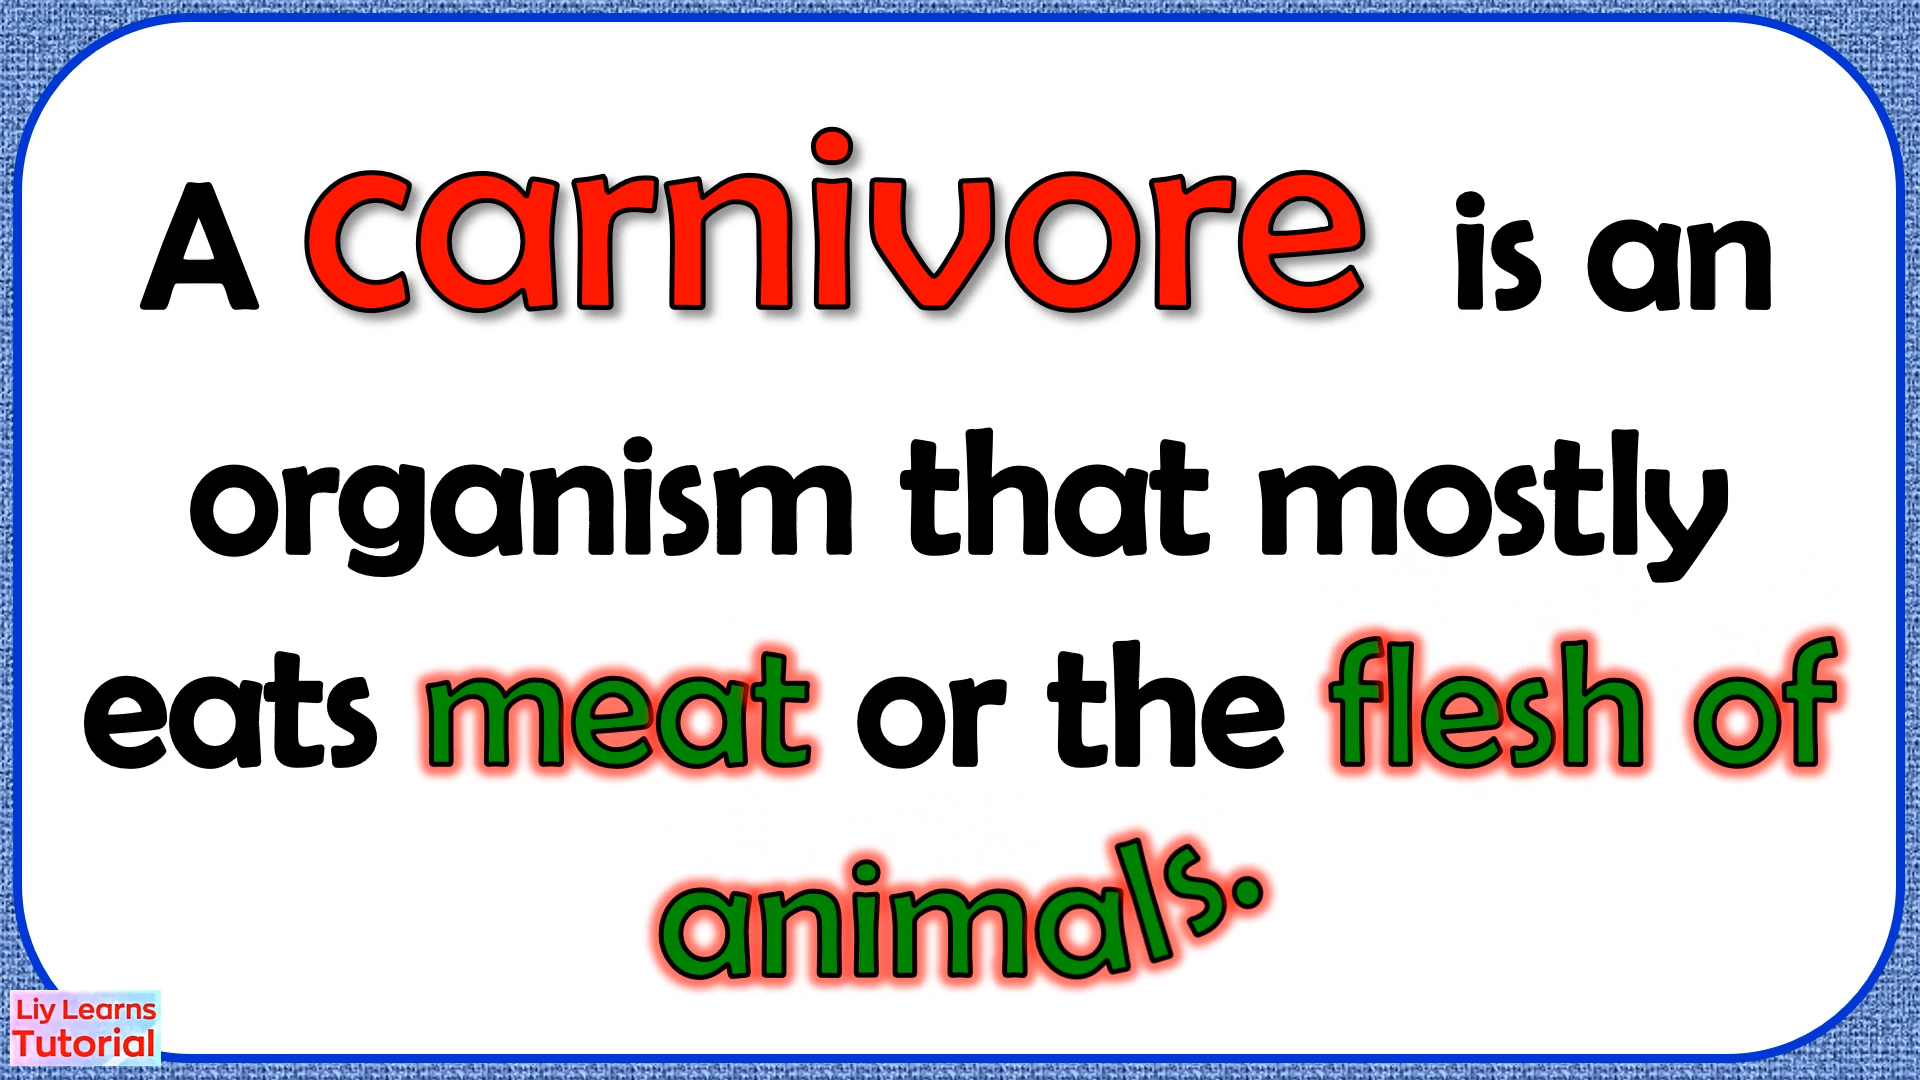 A carnivore is an
organism that mostly
eats meat or the flesh of
animals.
Liy Learns
Tutorial